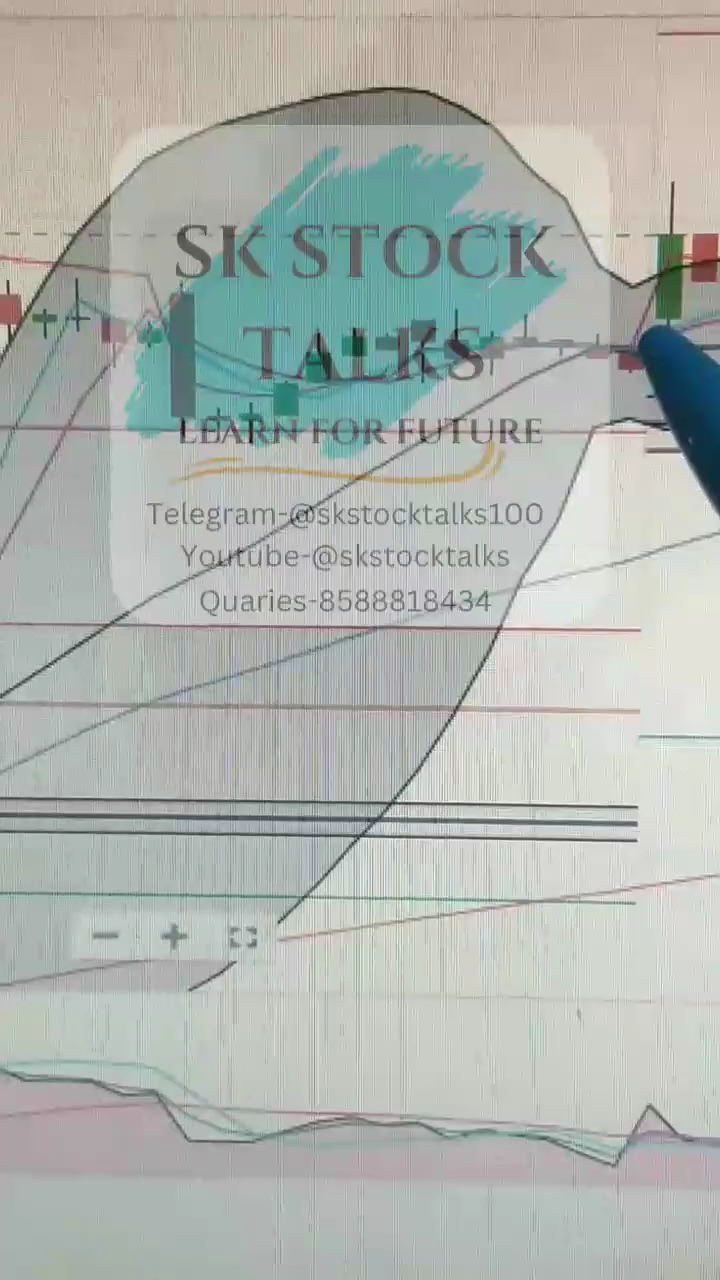 SK STOCK
TALKS
LEARN FOR FUTURE
Telegram-@skstocktalks100
Youtube-@skstocktalks
Quaries-8588818434